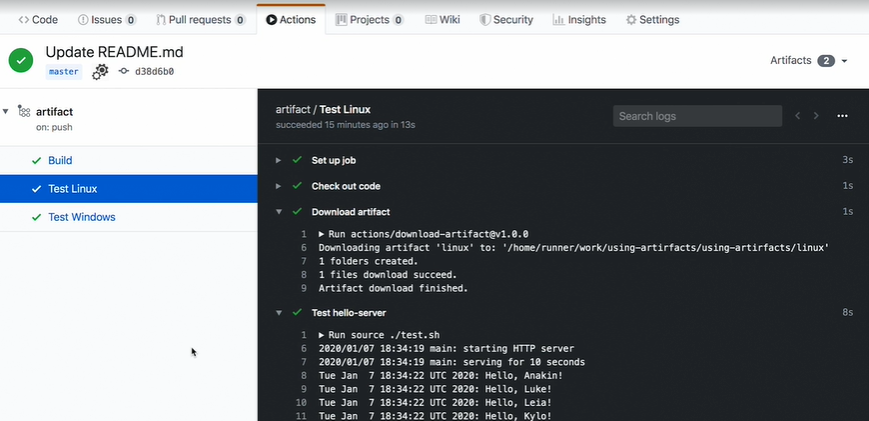 Code Issues 0 Pull requests 0 Actions Projects 0 Wiki Security Insights Settings
Update README.md
master d38d6b0
Artifacts 2
artifact
on: push
Build
Test Linux
Test Windows
artifact / Test Linux
succeeded 15 minutes ago in 13s
Search logs
Set up job 3s
Check out code 1s
Download artifact 1s
1 Run actions/download-artifact@v1.0.0
6 Downloading artifact 'linux' to: '/home/runner/work/using-artirfacts/using-artirfacts/linux'
7 1 folders created.
8 1 files download succeed.
9 Artifact download finished.
Test hello-server 8s
1 Run source ./test.sh
6 2020/01/07 18:34:19 main: starting HTTP server
7 2020/01/07 18:34:19 main: serving for 10 seconds
8 Tue Jan 7 18:34:22 UTC 2020: Hello, Anakin!
9 Tue Jan 7 18:34:22 UTC 2020: Hello, Luke!
10 Tue Jan 7 18:34:22 UTC 2020: Hello, Leia!
11 Tue Jan 7 18:34:22 UTC 2020: Hello, Kylo!